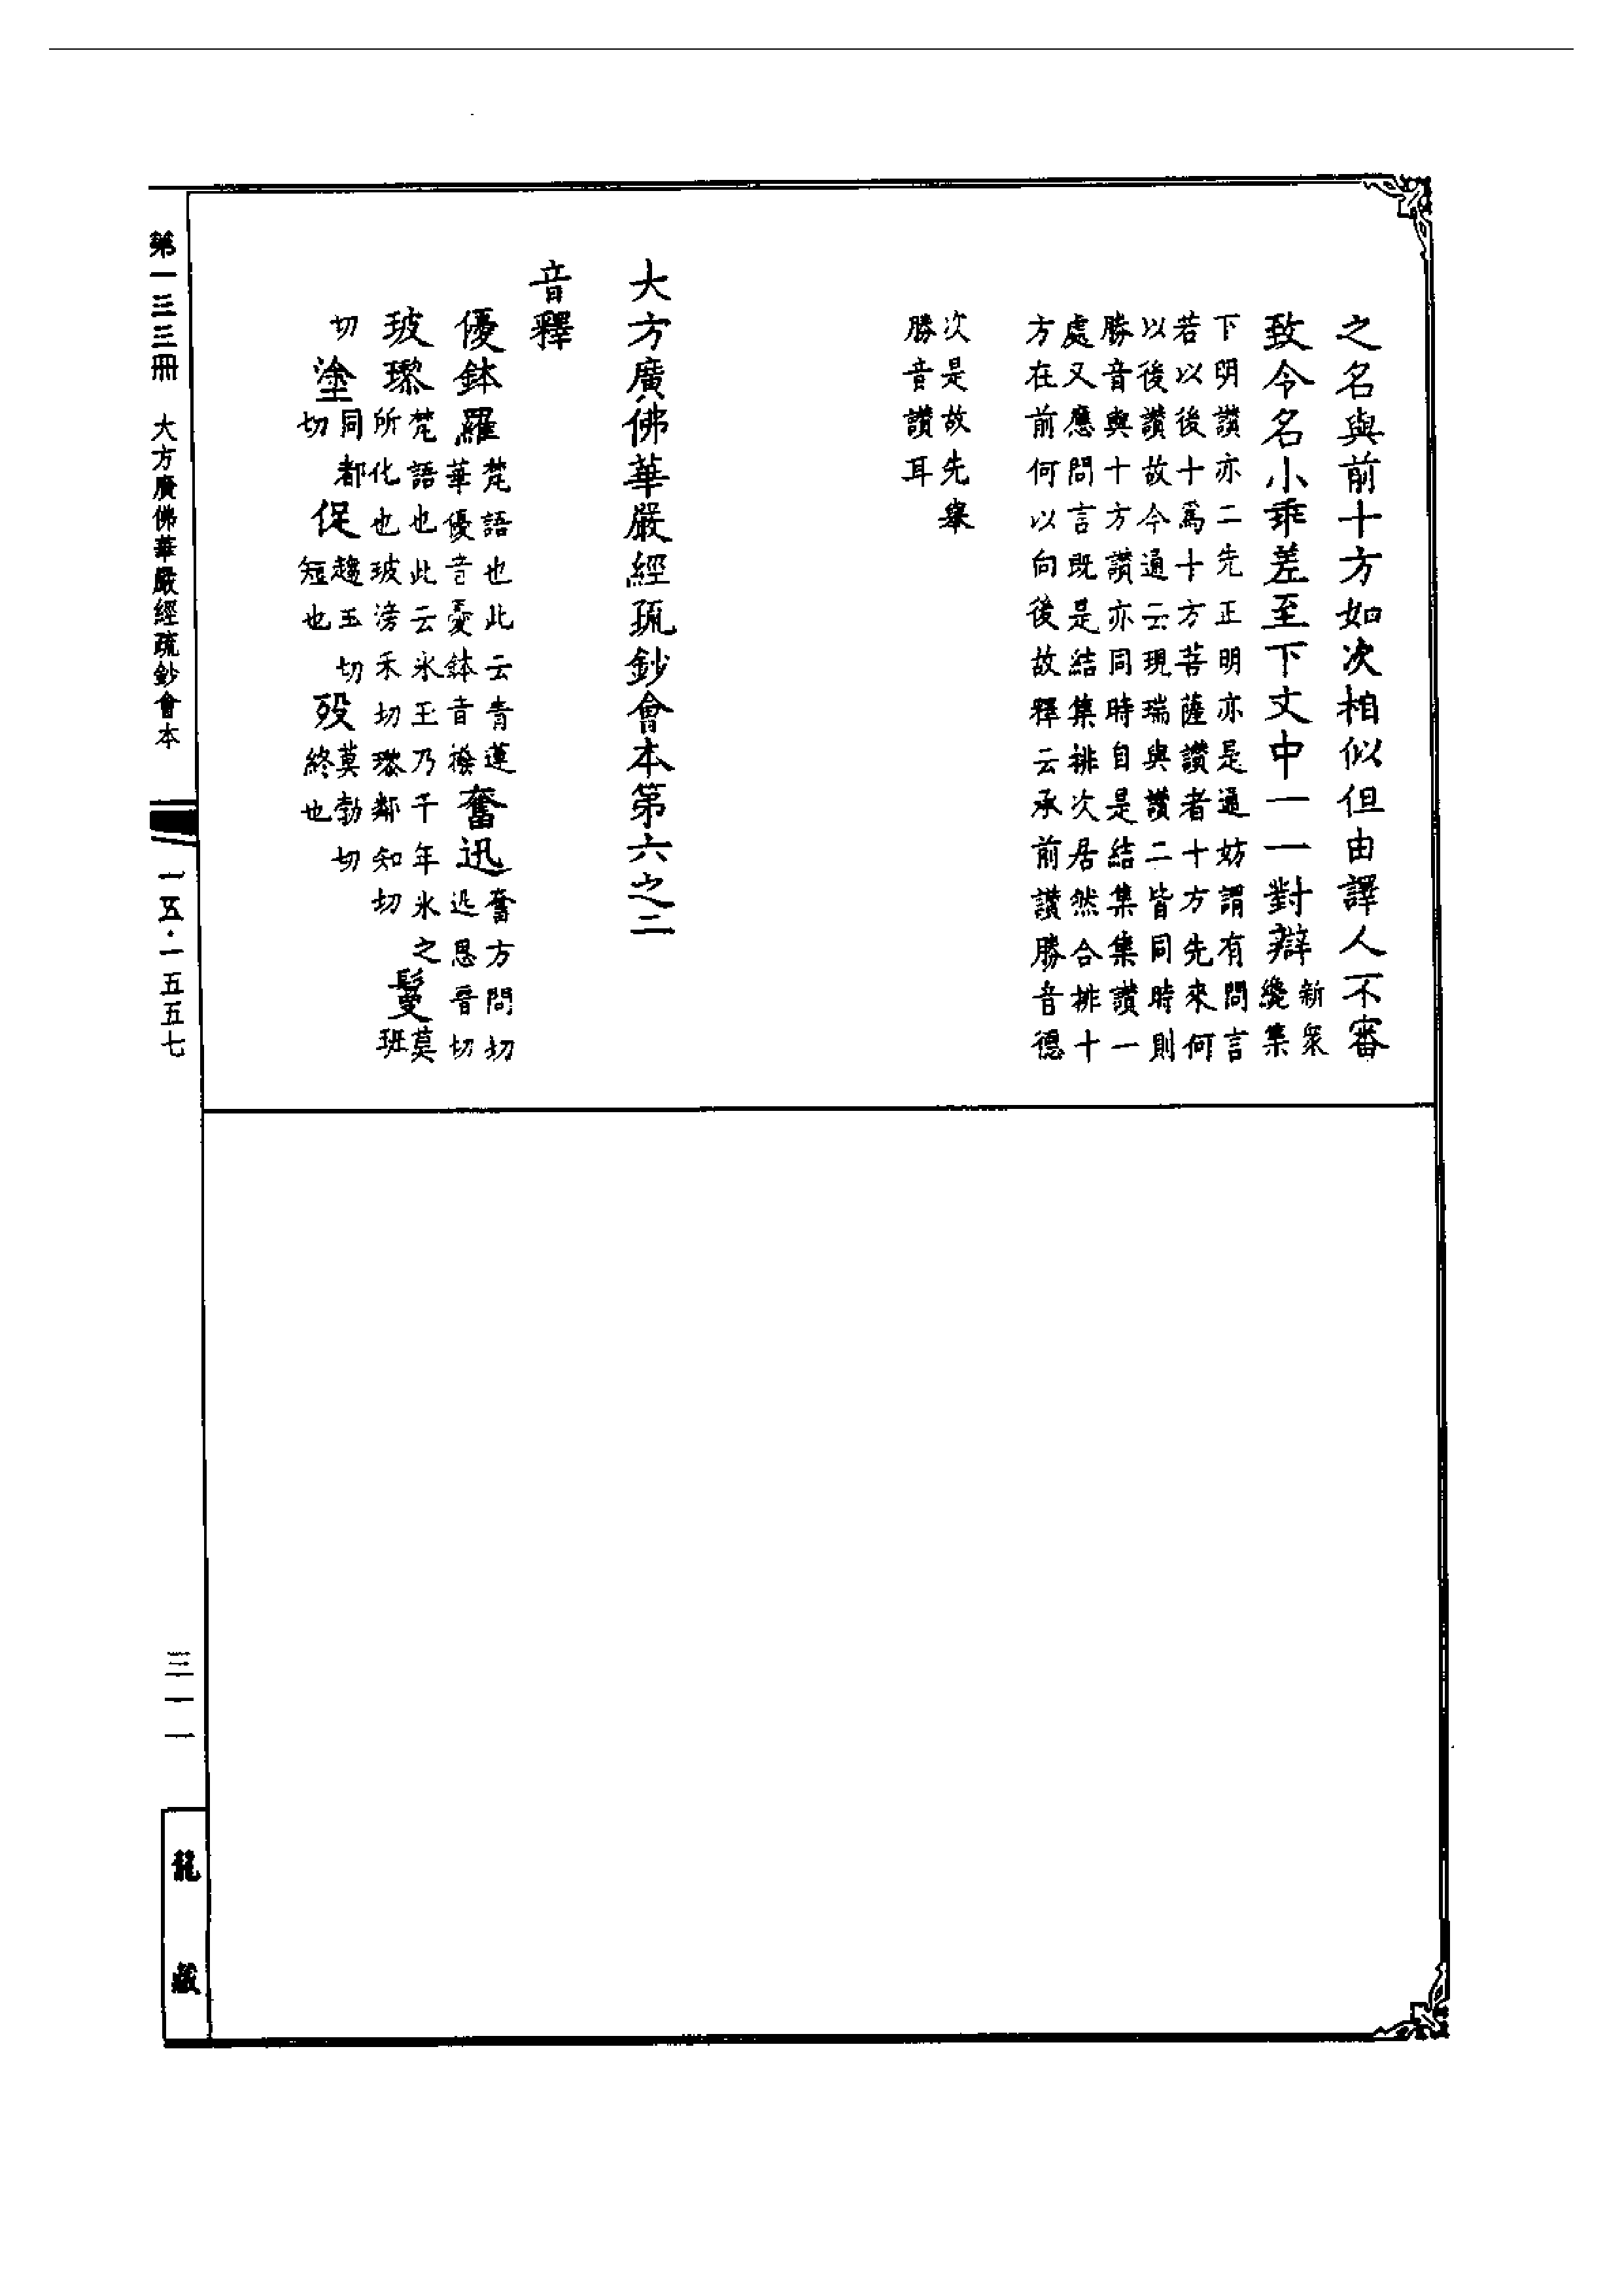 之名與前十方如次相似但由譯人不審
致令名小乖差至下文中一一對辯新衆
纔集
下明讚亦二先正明亦是通妨謂有問言
若以後十爲十方菩薩讚者十方先來何
以後讚故今通云現瑞與讚二皆同時則
勝音與十方讚亦同時自是結集集讚一
處又應問言既是結集排次居然合排十
方在前何以向後故釋云承前讚勝音德
次是故先舉
勝音讚耳
大方廣佛華嚴經疏鈔會本第六之二
音釋
優鉢羅梵語也此云青蓮華優音憂鉢音撥奮迅奮方問切迅思晉切
玻瓈梵語也此云水王乃千年氷之所化也玻滂禾切瓈鄰知切鬘莫班
切塗同都切促趨玉切短也歿莫勃切終也
第一三三冊 大方廣佛華嚴經疏鈔會本
一五·一五五七
三一一
龍藏